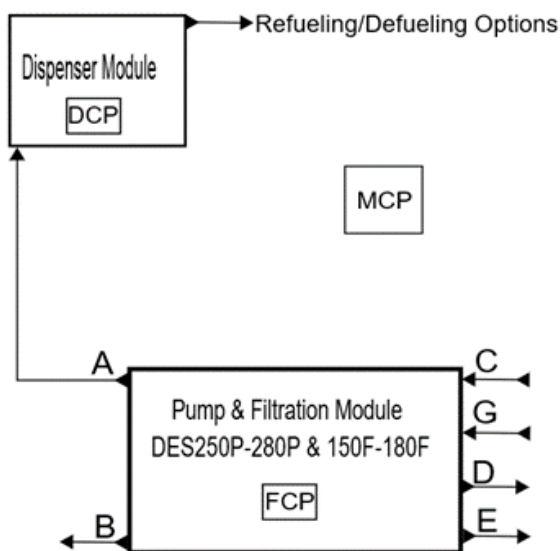 Refueling/Defueling Options
Dispenser Module
DCP
MCP
A
C
Pump & Filtration Module
G
DES250P-280P & 150F-180F
D
FCP
B
E